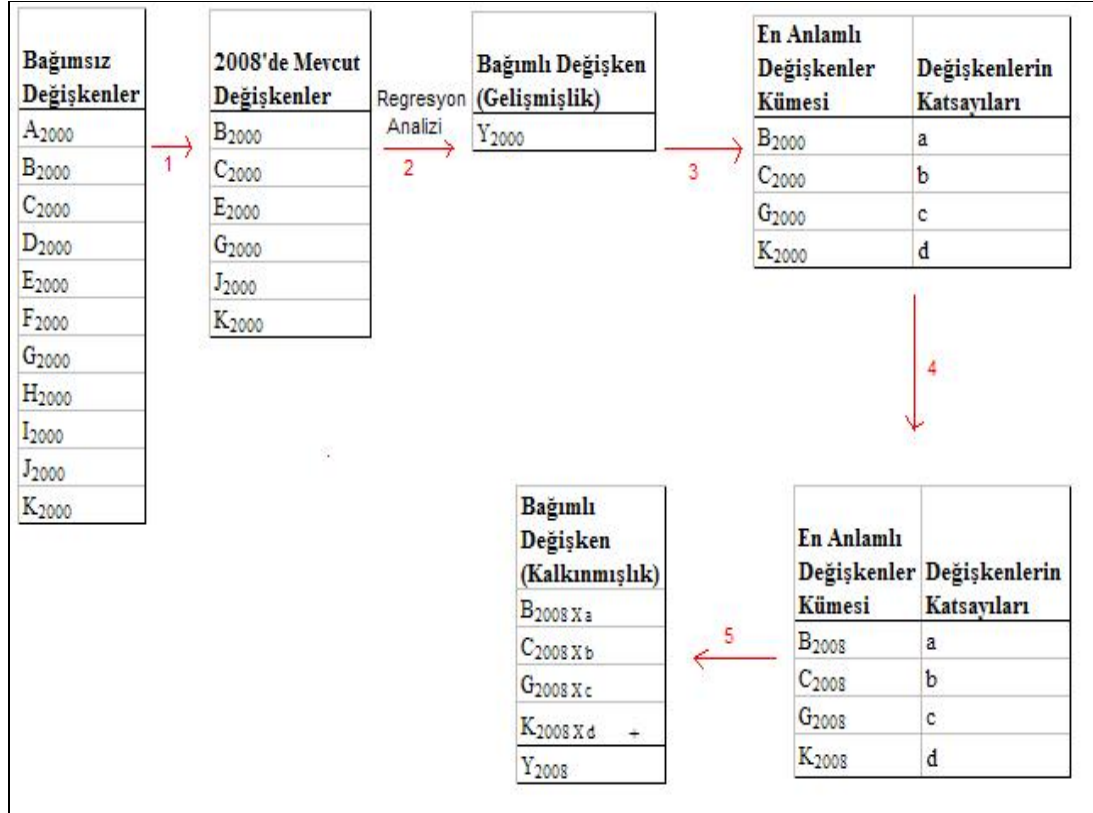 Bağımsız
Değişkenler
A2000
B2000
C2000
D2000
E2000
F2000
G2000
H2000
I2000
J2000
K2000
1
2008'de Mevcut
Değişkenler
B2000
C2000
E2000
G2000
J2000
K2000
Regresyon
Analizi
2
Bağımlı Değişken
(Gelişmişlik)
Y2000
3
En Anlamlı
Değişkenler
Kümesi
Değişkenlerin
Katsayıları
B2000 a
C2000 b
G2000 c
K2000 d
4
En Anlamlı
Değişkenler
Kümesi
Değişkenlerin
Katsayıları
B2008 a
C2008 b
G2008 c
K2008 d
5
Bağımlı
Değişken
(Kalkınmışlık)
B2008 X a
C2008 X b
G2008 X c
K2008 X d +
Y2008